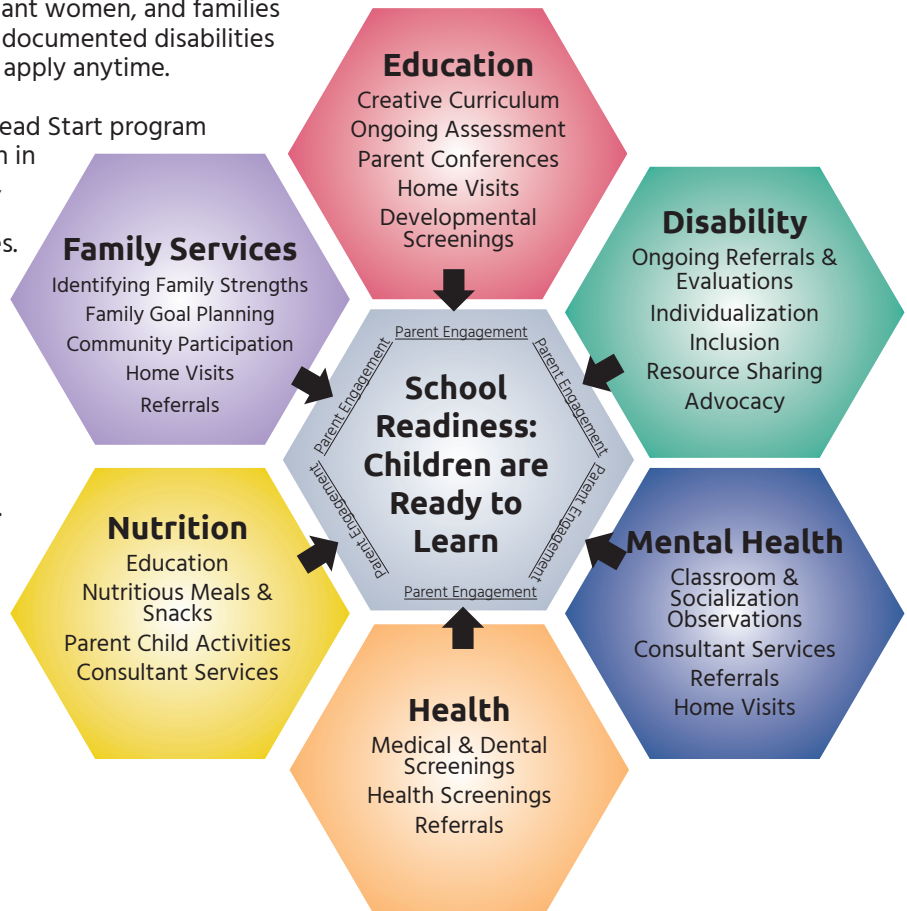 ant women, and families
documented disabilities
apply anytime.
ead Start program
n in
es.
Education
Creative Curriculum
Ongoing Assessment
Parent Conferences
Home Visits
Developmental
Screenings
Family Services
Identifying Family Strengths
Family Goal Planning
Community Participation
Home Visits
Referrals
Disability
Ongoing Referrals &
Evaluations
Individualization
Inclusion
Resource Sharing
Advocacy
Parent Engagement
Parent Engagement
Parent Engagement
School
Readiness:
Children are
Ready to
Learn
Parent Engagement
Parent Engagement
Parent Engagement
Nutrition
Education
Nutritious Meals &
Snacks
Parent Child Activities
Consultant Services
Mental Health
Classroom &
Socialization
Observations
Consultant Services
Referrals
Home Visits
Health
Medical & Dental
Screenings
Health Screenings
Referrals